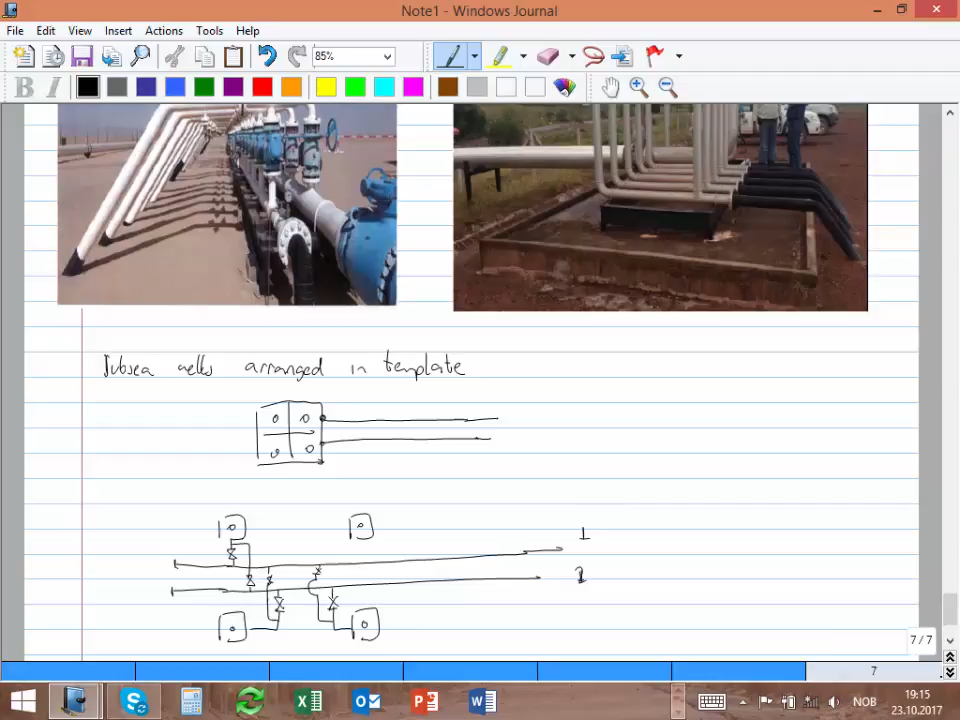 Note1 - Windows Journal
File Edit View Insert Actions Tools Help
85%
B I
Subsea wells arranged in template
1
2
7 / 7
7
NOB
19:15
23.10.2017